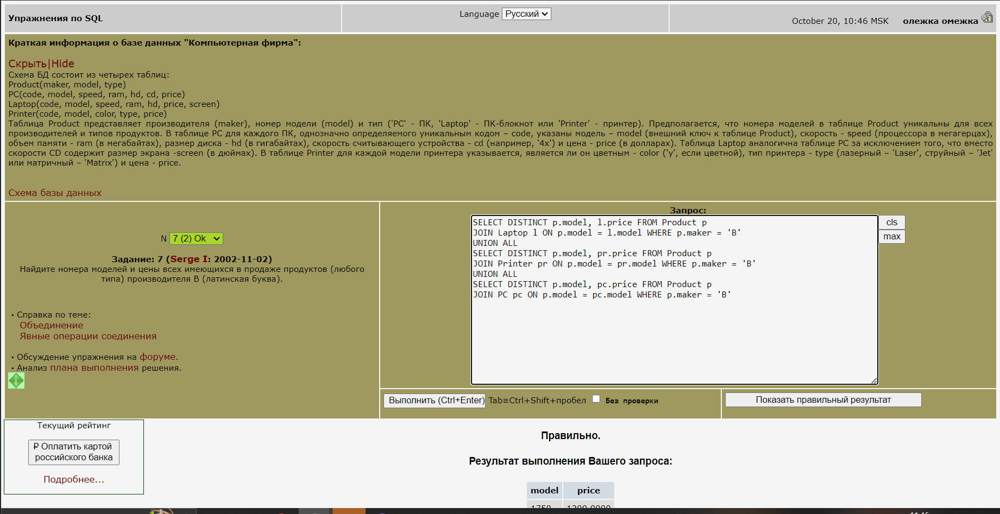 Упражнения по SQL
Language Русский
October 20, 10:46 MSK олежка омежка
Краткая информация о базе данных "Компьютерная фирма":
Скрыть|Hide
Схема БД состоит из четырех таблиц:
Product(maker, model, type)
PC(code, model, speed, ram, hd, cd, price)
Laptop(code, model, speed, ram, hd, price, screen)
Printer(code, model, color, type, price)
Таблица Product представляет производителя (maker), номер модели (model) и тип ('PC' - ПК, 'Laptop' - ПК-блокнот или 'Printer' - принтер). Предполагается, что номера моделей в таблице Product уникальны для всех
производителей и типов продуктов. В таблице PC для каждого ПК, однозначно определяемого уникальным кодом – code, указаны модель – model (внешний ключ к таблице Product), скорость - speed (процессора в мегагерцах),
объем памяти - ram (в мегабайтах), размер диска - hd (в гигабайтах), скорость считывающего устройства - cd (например, '4x') и цена - price (в долларах). Таблица Laptop аналогична таблице РС за исключением того, что вместо
скорости CD содержит размер экрана -screen (в дюймах). В таблице Printer для каждой модели принтера указывается, является ли он цветным - color ('y', если цветной), тип принтера - type (лазерный – 'Laser', струйный – 'Jet'
или матричный – 'Matrix') и цена - price.
Схема базы данных
N 7 (2) Ok
Задание: 7 (Serge I: 2002-11-02)
Найдите номера моделей и цены всех имеющихся в продаже продуктов (любого
типа) производителя B (латинская буква).
· Справка по теме:
Объединение
Явные операции соединения
· Обсуждение упражнения на форуме.
· Анализ плана выполнения решения.
Запрос:
SELECT DISTINCT p.model, l.price FROM Product p
JOIN Laptop l ON p.model = l.model WHERE p.maker = 'B'
UNION ALL
SELECT DISTINCT p.model, pr.price FROM Product p
JOIN Printer pr ON p.model = pr.model WHERE p.maker = 'B'
UNION ALL
SELECT DISTINCT p.model, pc.price FROM Product p
JOIN PC pc ON p.model = pc.model WHERE p.maker = 'B'
cls
max
Выполнить (Ctrl+Enter) Tab≡Ctrl+Shift+пробел Без проверки
Показать правильный результат
Текущий рейтинг
₽ Оплатить картой
российского банка
Подробнее...
Правильно.
Результат выполнения Вашего запроса:
model price
1750 1200.0000